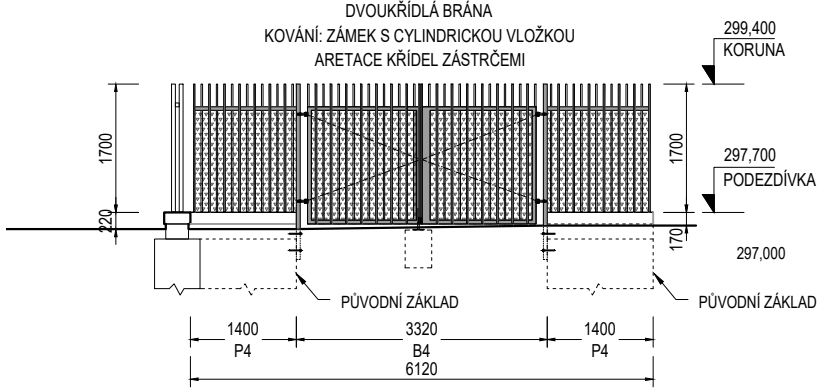 DVOUKŘÍDLÁ BRÁNA
KOVÁNÍ: ZÁMEK S CYLINDRICKOU VLOŽKOU
ARETACE KŘÍDEL ZÁSTRČEMI
299,400
KORUNA
1700
1700
297,700
PODEZDÍVKA
220
170
297,000
PŮVODNÍ ZÁKLAD
PŮVODNÍ ZÁKLAD
1400
3320
1400
P4
B4
P4
6120